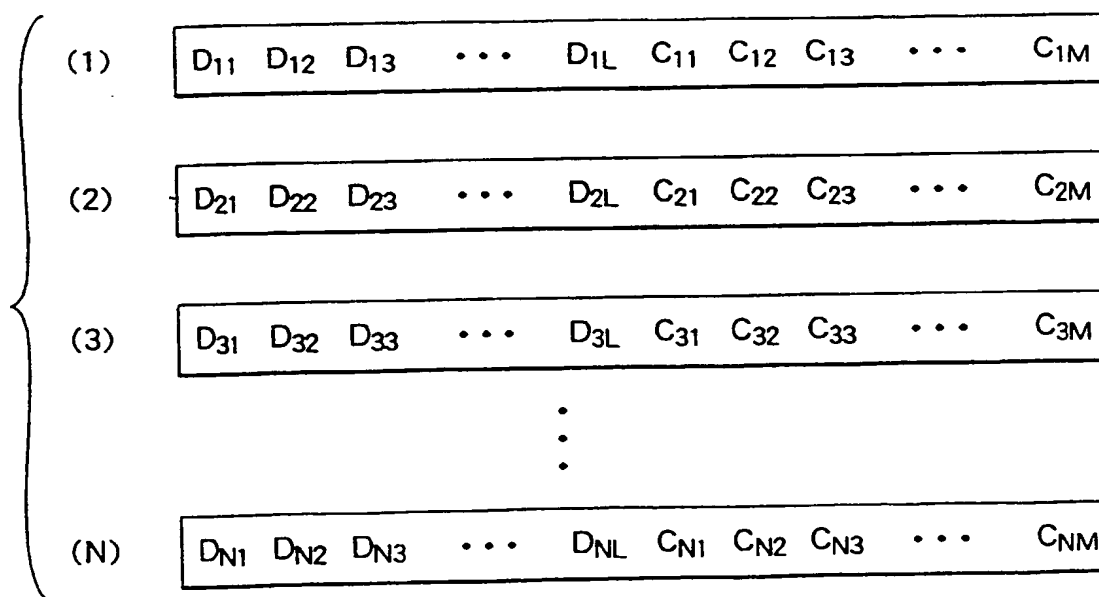 (1) D11 D12 D13 ••• D1L C11 C12 C13 ••• C1M
(2) D21 D22 D23 ••• D2L C21 C22 C23 ••• C2M
(3) D31 D32 D33 ••• D3L C31 C32 C33 ••• C3M
(N) DN1 DN2 DN3 ••• DNL CN1 CN2 CN3 ••• CNM